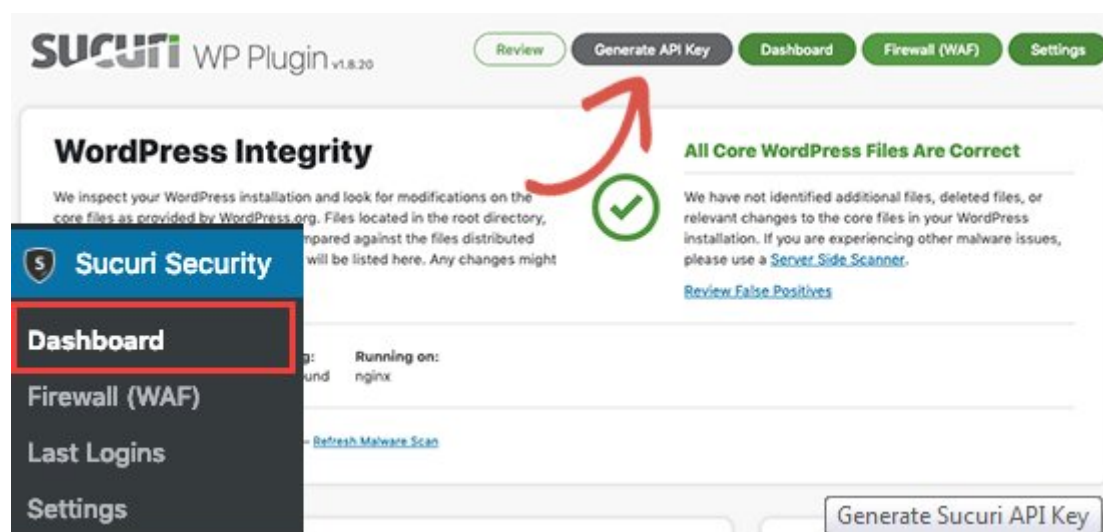 SUCURI WP Plugin v1.8.20
Review
Generate API Key
Dashboard
Firewall (WAF)
Settings
WordPress Integrity
We inspect your WordPress installation and look for modifications on the
core files as provided by WordPress.org. Files located in the root directory,
mpared against the files distributed
will be listed here. Any changes might
All Core WordPress Files Are Correct
We have not identified additional files, deleted files, or
relevant changes to the core files in your WordPress
installation. If you are experiencing other malware issues,
please use a Server Side Scanner.
Review False Positives
g:
und
Running on:
nginx
– Refresh Malware Scan
S
Sucuri Security
Dashboard
Firewall (WAF)
Last Logins
Settings
Generate Sucuri API Key